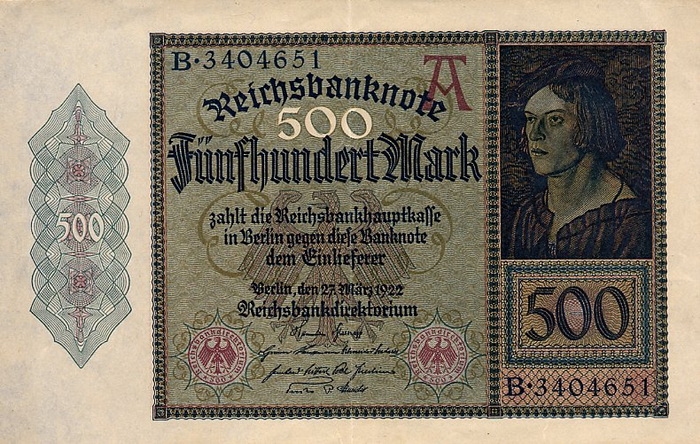 B·3404651
A
Reichsbanknote
500
Fünfhundert Mark
zahlt die Reichsbankhauptkasse
in Berlin gegen diese Banknote
dem Einlieferer
Berlin, den 27. März 1922
Reichsbankdirektorium
500
500
B·3404651